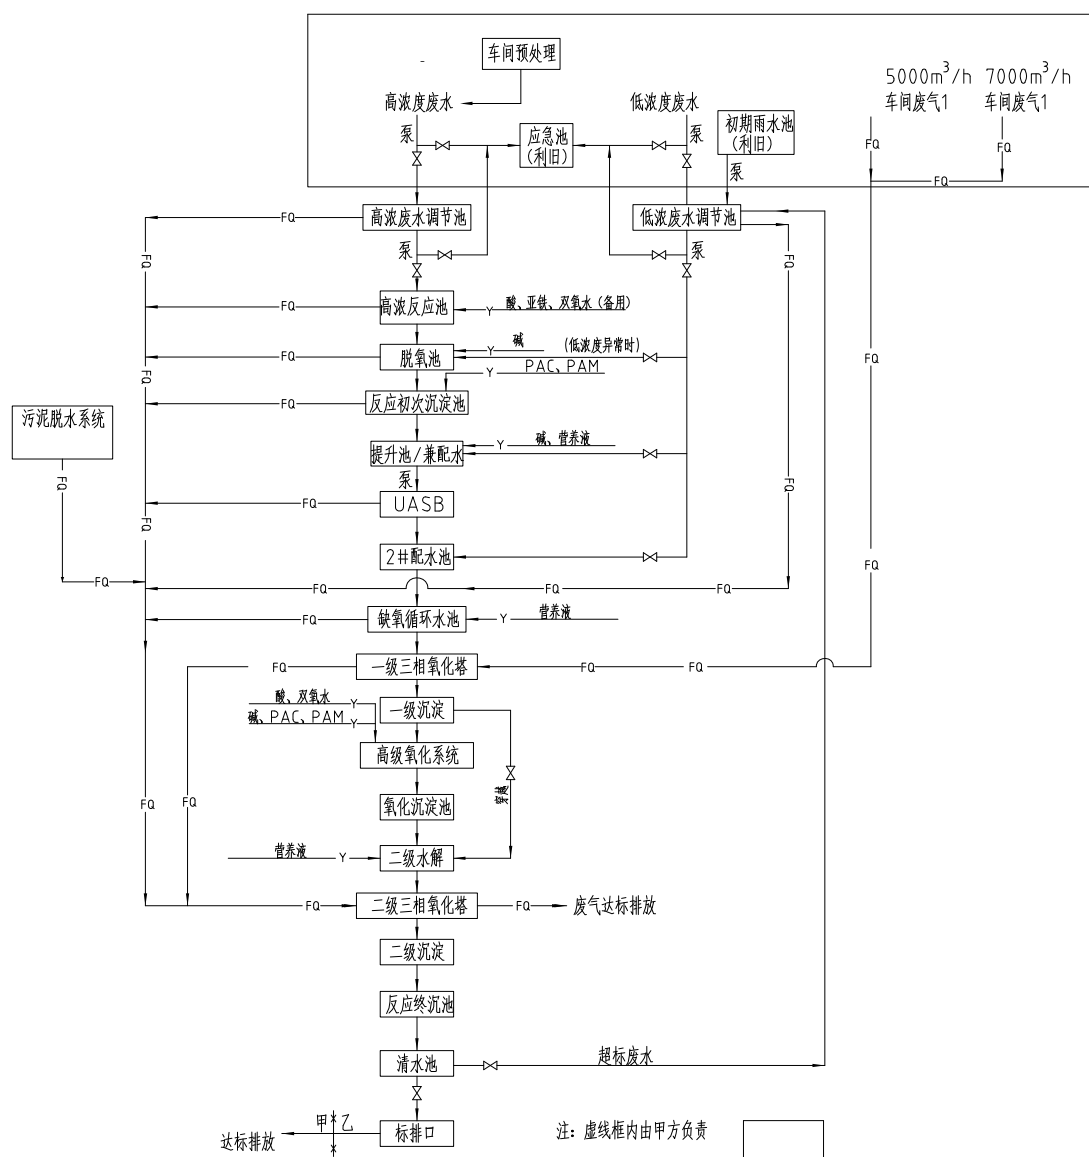 车间预处理
5000m³/h
7000m³/h
高浓度废水
低浓度废水
车间废气1
车间废气1
泵
应急池
(利旧)
泵
初期雨水池
(利旧)
FQ
FQ
泵
FQ
FQ
高浓废水调节池
低浓废水调节池
泵
泵
FQ
FQ
高浓反应池
Y
酸、亚铁、双氧水(备用)
FQ
碱
(低浓度异常时)
Y
FQ
脱氧池
FQ
Y
PAC、PAM
FQ
FQ
反应初次沉淀池
污泥脱水系统
FQ
碱、营养液
Y
提升池/兼配水
泵
FQ
FQ
FQ
UASB
FQ
2#配水池
FQ
FQ
FQ
FQ
FQ
FQ
缺氧循环水池
Y
营养液
FQ
一级三相氧化塔
FQ
FQ
酸、双氧水
Y
一级沉淀
碱、PAC、PAM
Y
高级氧化系统
穿越
FQ
FQ
氧化沉淀池
营养液
Y
二级水解
FQ
二级三相氧化塔
FQ
废气达标排放
二级沉淀
反应终沉池
清水池
超标废水
甲
乙
达标排放
标排口
注: 虚线框内由甲方负责